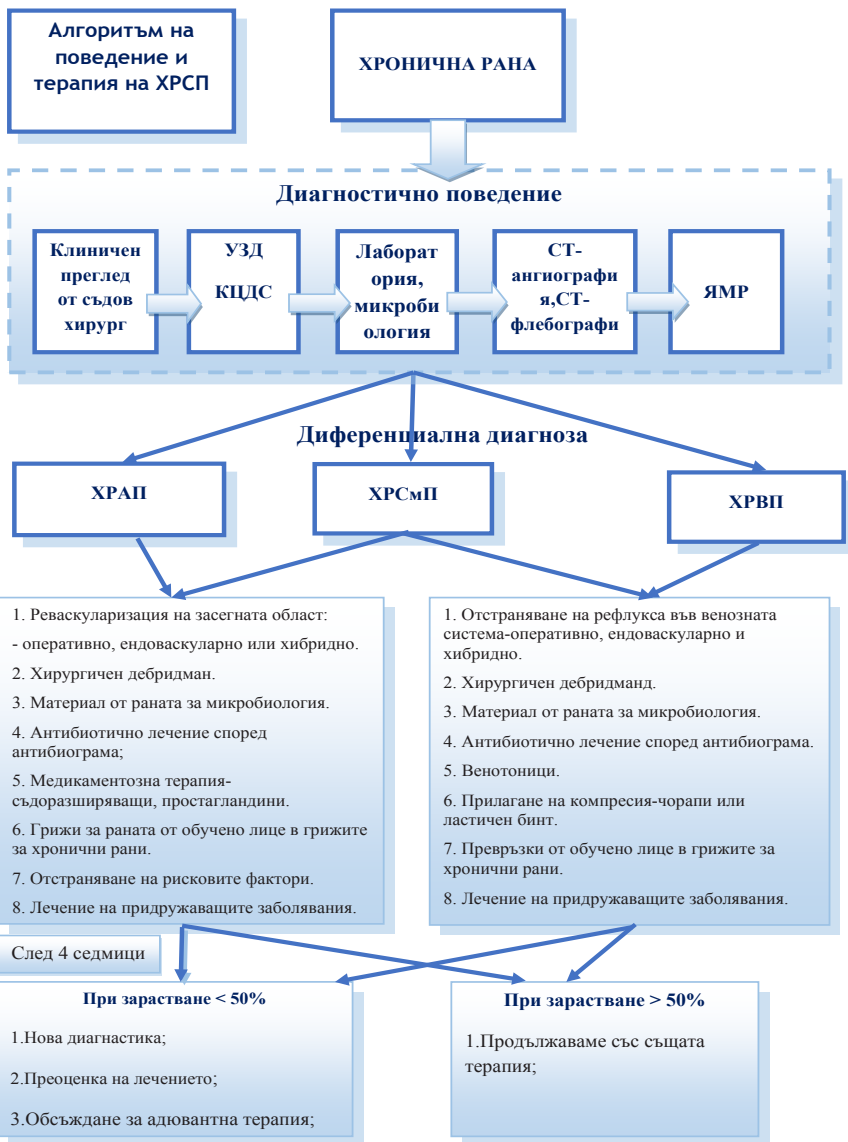 Алгоритъм на
поведение и
терапия на ХРСП
ХРОНИЧНА РАНА
Диагностично поведение
Клиничен
преглед
от съдов
хирург
УЗД
КЦДС
Лаборат
ория,
микроби
ология
СТ-
ангиографи
я,СТ-
флебографи
ЯМР
Диференциална диагноза
ХРАП
ХРСмП
ХРВП
1. Реваскуларизация на засегната област:
- оперативно, ендоваскуларно или хибридно.
2. Хирургичен дебридман.
3. Материал от раната за микробиология.
4. Антибиотично лечение според
антибиограма;
5. Медикаментозна терапия-
съдоразширяващи, простагландини.
6. Грижи за раната от обучено лице в грижите
за хронични рани.
7. Отстраняване на рисковите фактори.
8. Лечение на придружаващите заболявания.
1. Отстраняване на рефлукса във венозната
система-оперативно, ендоваскуларно и
хибридно.
2. Хирургичен дебридманд.
3. Материал от раната за микробиология.
4. Антибиотично лечение според антибиограма.
5. Венотоници.
6. Прилагане на компресия-чорапи или
ластичен бинт.
7. Превръзки от обучено лице в грижите за
хронични рани.
8. Лечение на придружаващите заболявания.
След 4 седмици
При зарастване < 50%
1.Нова диагностика;
2.Преоценка на лечението;
3.Обсъждане за адювантна терапия;
При зарастване > 50%
1.Продължаваме със същата
терапия;